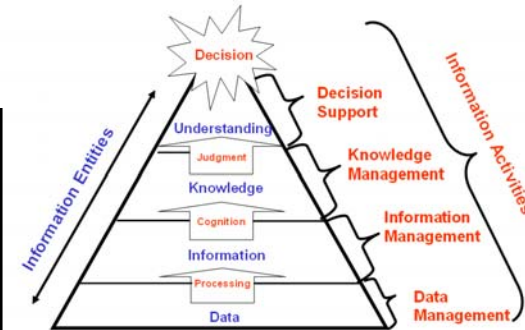 Decision
Understanding
Judgment
Knowledge
Cognition
Information
Processing
Data
Information Entities
Decision
Support
Knowledge
Management
Information
Management
Data
Management
Information Activities